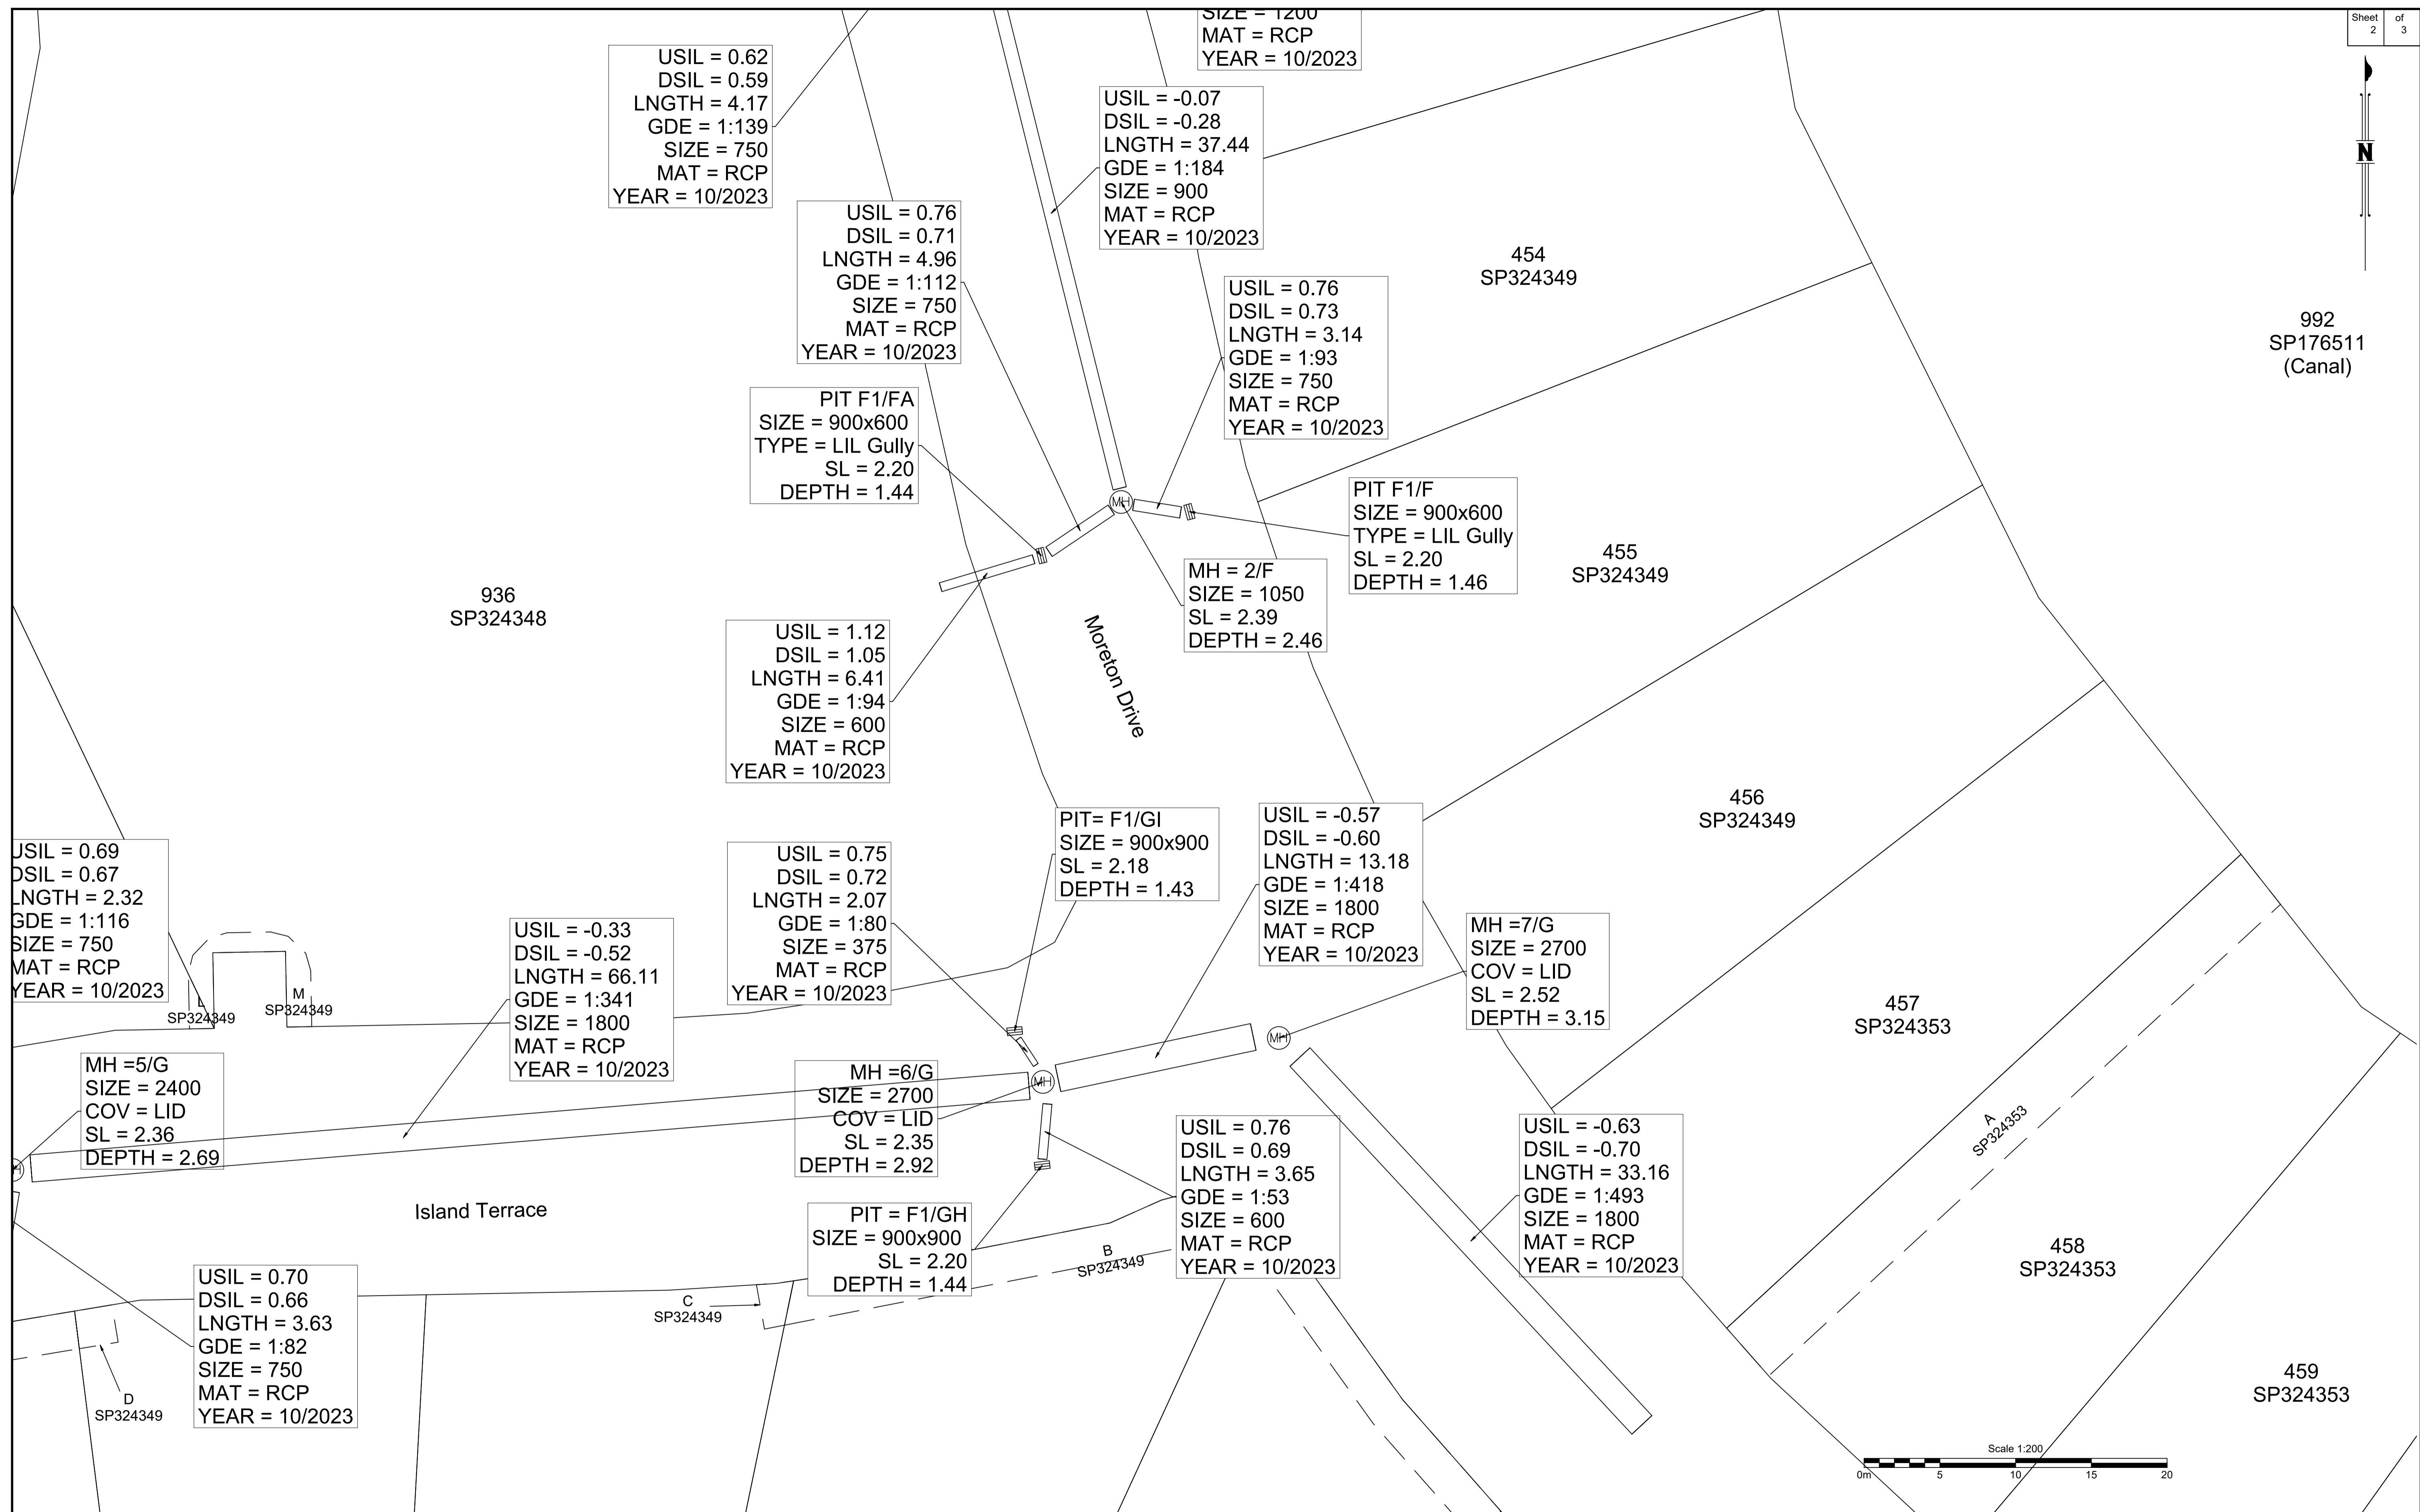 Sheet of
2 3
SIZE = 1200
MAT = RCP
YEAR = 10/2023
USIL = 0.62
DSIL = 0.59
LNGTH = 4.17
GDE = 1:139
SIZE = 750
MAT = RCP
YEAR = 10/2023
USIL = -0.07
DSIL = -0.28
LNGTH = 37.44
GDE = 1:184
SIZE = 900
MAT = RCP
YEAR = 10/2023
N
USIL = 0.76
DSIL = 0.71
LNGTH = 4.96
GDE = 1:112
SIZE = 750
MAT = RCP
YEAR = 10/2023
454
SP324349
USIL = 0.76
DSIL = 0.73
LNGTH = 3.14
GDE = 1:93
SIZE = 750
MAT = RCP
YEAR = 10/2023
992
SP176511
(Canal)
PIT F1/FA
SIZE = 900x600
TYPE = LIL Gully
SL = 2.20
DEPTH = 1.44
MH
PIT F1/F
SIZE = 900x600
TYPE = LIL Gully
SL = 2.20
DEPTH = 1.46
455
SP324349
MH = 2/F
SIZE = 1050
SL = 2.39
DEPTH = 2.46
936
SP324348
Moreton Drive
USIL = 1.12
DSIL = 1.05
LNGTH = 6.41
GDE = 1:94
SIZE = 600
MAT = RCP
YEAR = 10/2023
456
SP324349
PIT= F1/GI
SIZE = 900x900
SL = 2.18
DEPTH = 1.43
USIL = -0.57
DSIL = -0.60
LNGTH = 13.18
GDE = 1:418
SIZE = 1800
MAT = RCP
YEAR = 10/2023
USIL = 0.69
DSIL = 0.67
LNGTH = 2.32
GDE = 1:116
SIZE = 750
MAT = RCP
YEAR = 10/2023
USIL = 0.75
DSIL = 0.72
LNGTH = 2.07
GDE = 1:80
SIZE = 375
MAT = RCP
YEAR = 10/2023
L
SP324349
M
SP324349
USIL = -0.33
DSIL = -0.52
LNGTH = 66.11
GDE = 1:341
SIZE = 1800
MAT = RCP
YEAR = 10/2023
MH =7/G
SIZE = 2700
COV = LID
SL = 2.52
DEPTH = 3.15
457
SP324353
MH
MH =5/G
SIZE = 2400
COV = LID
SL = 2.36
DEPTH = 2.69
MH =6/G
SIZE = 2700
COV = LID
SL = 2.35
DEPTH = 2.92
MH
A
SP324353
USIL = 0.76
DSIL = 0.69
LNGTH = 3.65
GDE = 1:53
SIZE = 600
MAT = RCP
YEAR = 10/2023
USIL = -0.63
DSIL = -0.70
LNGTH = 33.16
GDE = 1:493
SIZE = 1800
MAT = RCP
YEAR = 10/2023
Island Terrace
PIT = F1/GH
SIZE = 900x900
SL = 2.20
DEPTH = 1.44
B
SP324349
458
SP324353
USIL = 0.70
DSIL = 0.66
LNGTH = 3.63
GDE = 1:82
SIZE = 750
MAT = RCP
YEAR = 10/2023
C
SP324349
D
SP324349
459
SP324353
Scale 1:200
0m 5 10 15 20